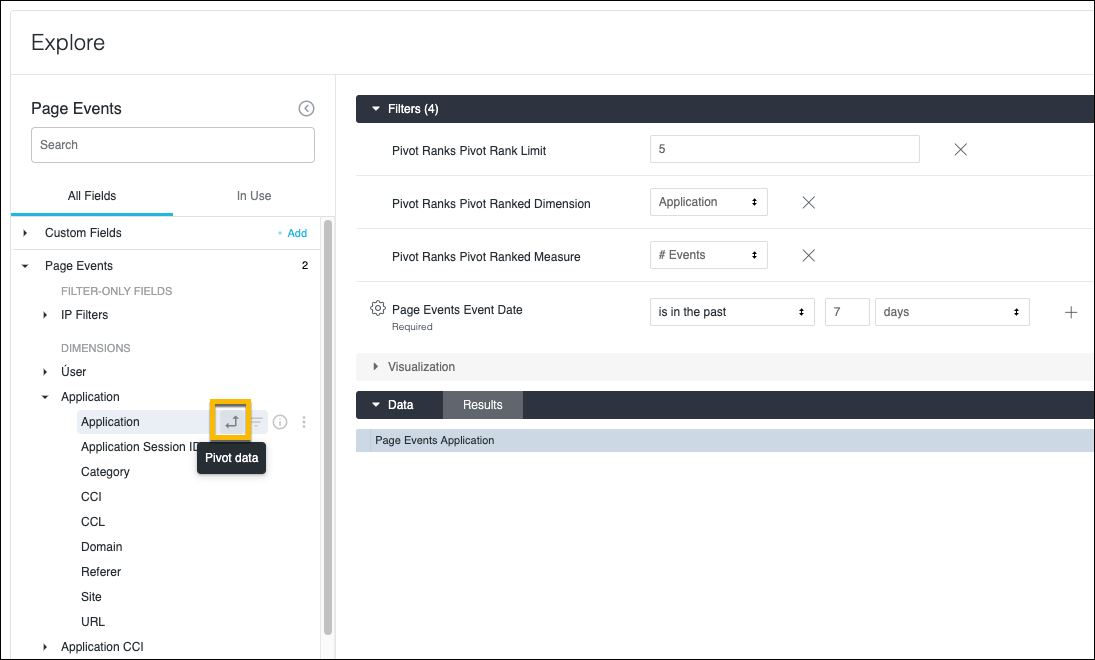 Explore
Page Events
Search
All Fields In Use
Custom Fields + Add
Page Events 2
FILTER-ONLY FIELDS
IP Filters
DIMENSIONS
Úser
Application
Application
Application Session ID
Pivot data
Category
CCI
CCL
Domain
Referer
Site
URL
Application CCI
Filters (4)
Pivot Ranks Pivot Rank Limit 5
Pivot Ranks Pivot Ranked Dimension Application
Pivot Ranks Pivot Ranked Measure # Events
Page Events Event Date is in the past 7 days
Required
Visualization
Data Results
Page Events Application